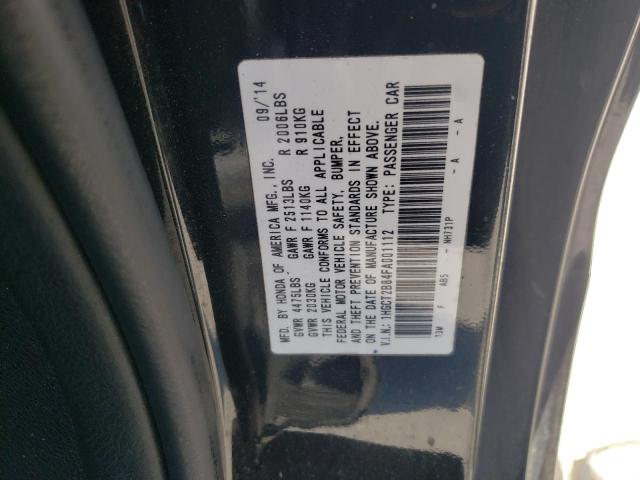 MFD. BY HONDA OF AMERICA MFG., INC. 09/'14
GVWR 4475LBS GAWR F 2513LBS R 2006LBS
GVWR 2030KG GAWR F 1140KG R 910KG
THIS VEHICLE CONFORMS TO ALL APPLICABLE
FEDERAL MOTOR VEHICLE SAFETY, BUMPER,
AND THEFT PREVENTION STANDARDS IN EFFECT
ON THE DATE OF MANUFACTURE SHOWN ABOVE.
V.I.N.: 1HGCT2B84FA001112 TYPE: PASSENGER CAR
13M F AB5 - NH731P - A - A